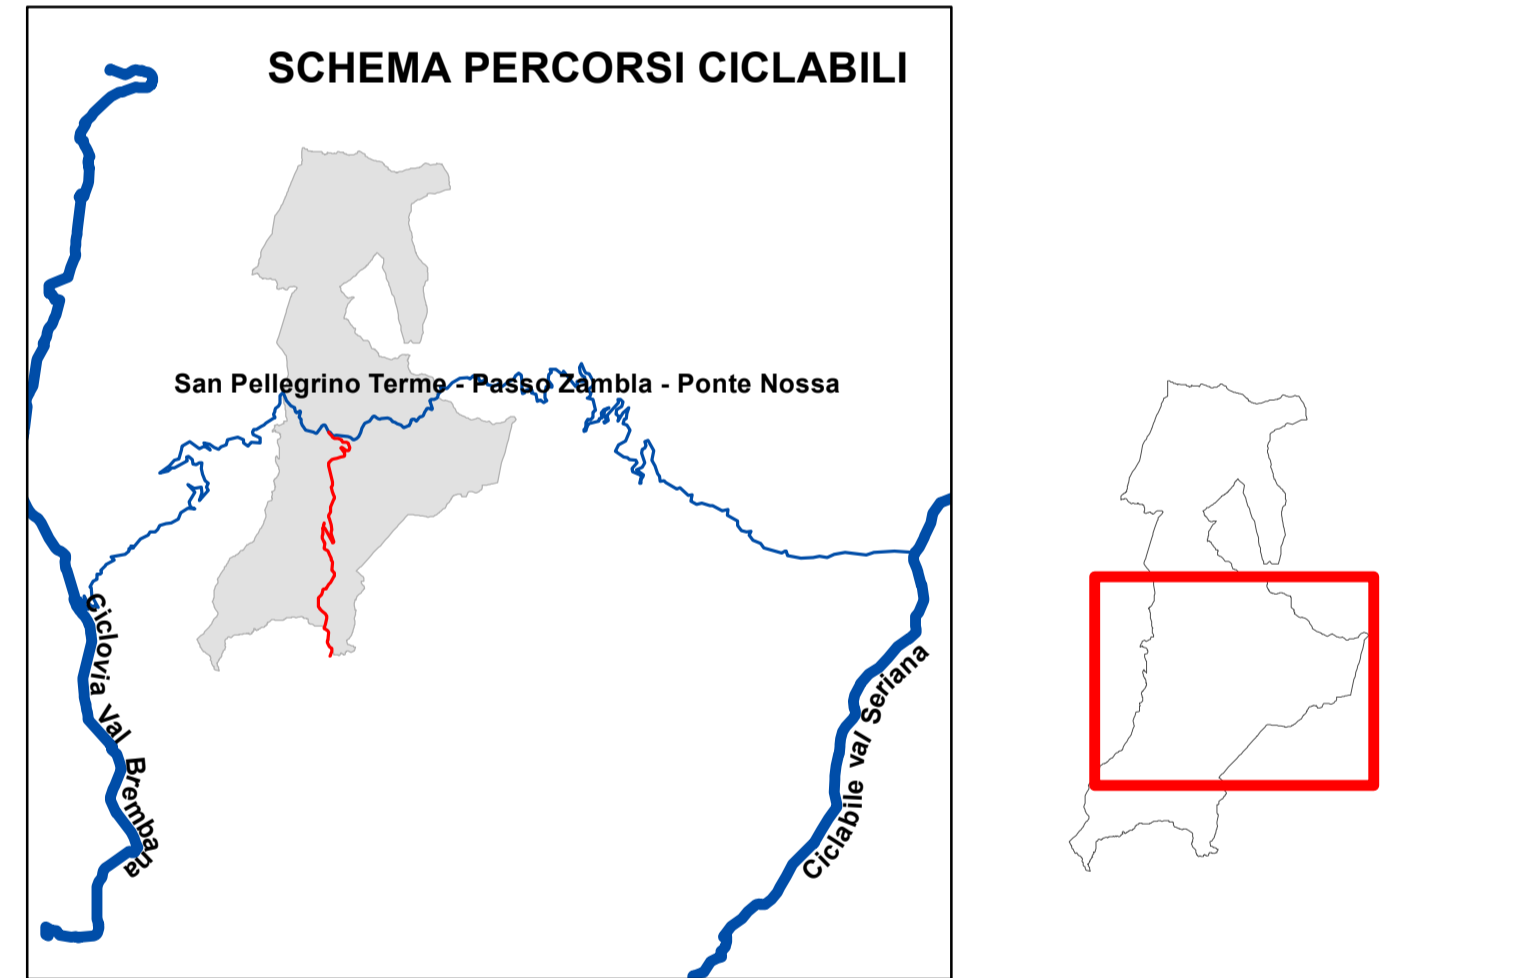 SCHEMA PERCORSI CICLABILI
San Pellegrino Terme - Passo Zambla - Ponte Nossa
Ciclovia Val Brembana
Ciclabile val Seriana